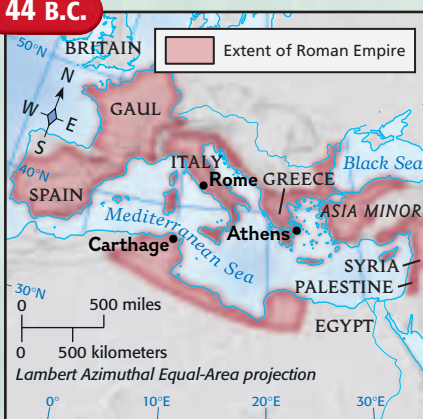 44 B.C.
50°N
BRITAIN
Extent of Roman Empire
N
W
E
S
GAUL
40°N
SPAIN
ITALY
Rome
GREECE
Black Sea
ASIA MINOR
Mediterranean Sea
Carthage
Athens
SYRIA
PALESTINE
30°N
EGYPT
0 500 miles
0 500 kilometers
Lambert Azimuthal Equal-Area projection
0° 10°E 20°E 30°E